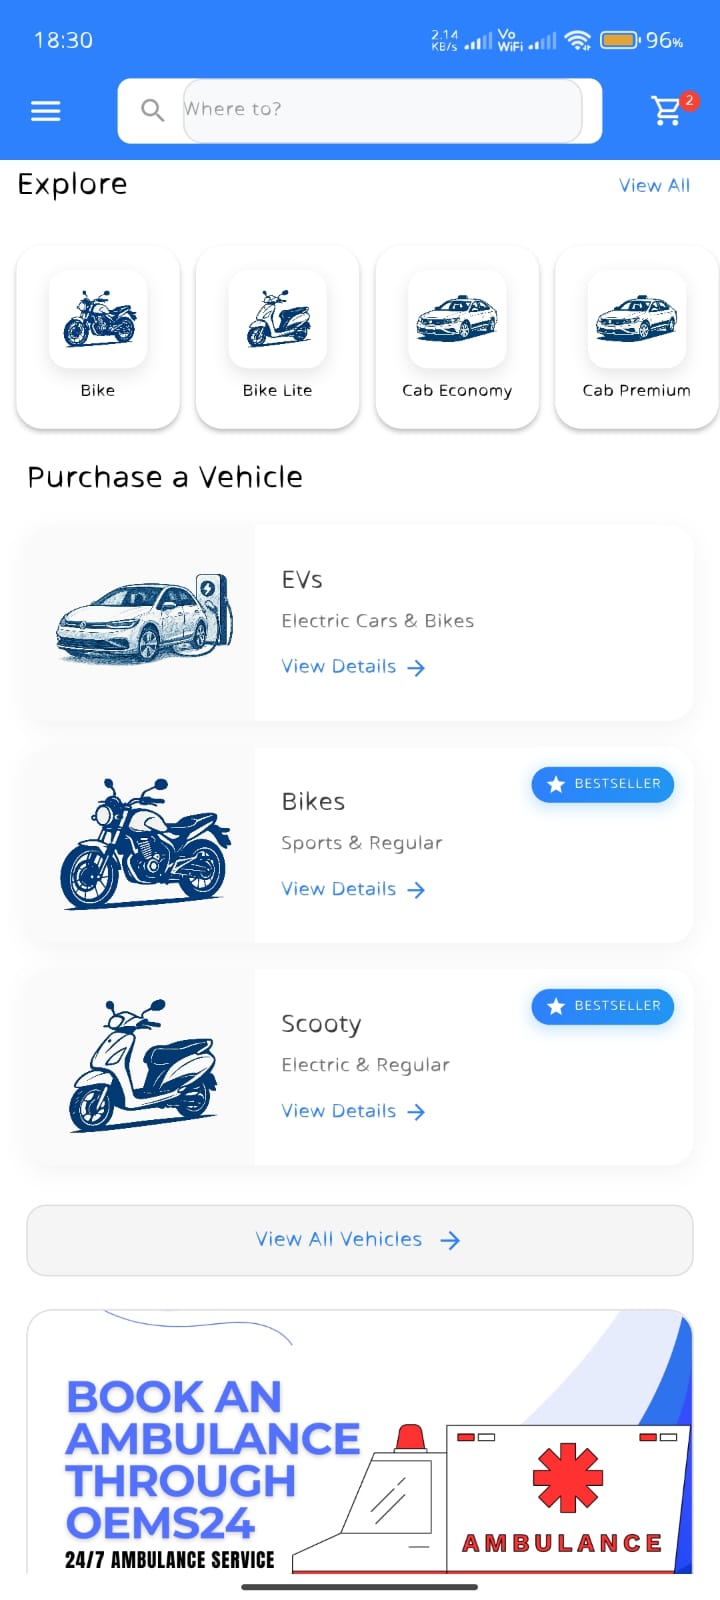 18:30
2.14 KB/s
Vo WiFi
96%
Where to?
2
Explore
View All
Bike
Bike Lite
Cab Economy
Cab Premium
Purchase a Vehicle
EVs
Electric Cars & Bikes
View Details
BESTSELLER
Bikes
Sports & Regular
View Details
BESTSELLER
Scooty
Electric & Regular
View Details
View All Vehicles
BOOK AN
AMBULANCE
THROUGH
OEMS24
24/7 AMBULANCE SERVICE
AMBULANCE